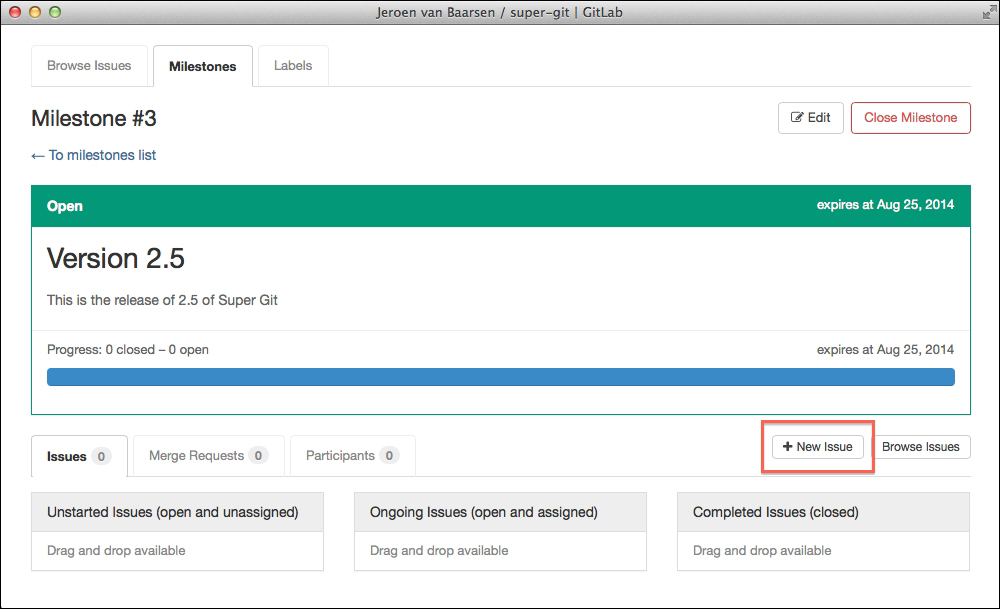 Jeroen van Baarsen / super-git | GitLab
Browse Issues Milestones Labels
Milestone #3 Edit Close Milestone
← To milestones list
Open expires at Aug 25, 2014
Version 2.5
This is the release of 2.5 of Super Git
Progress: 0 closed – 0 open expires at Aug 25, 2014
Issues 0 Merge Requests 0 Participants 0 + New Issue Browse Issues
Unstarted Issues (open and unassigned) Ongoing Issues (open and assigned) Completed Issues (closed)
Drag and drop available Drag and drop available Drag and drop available